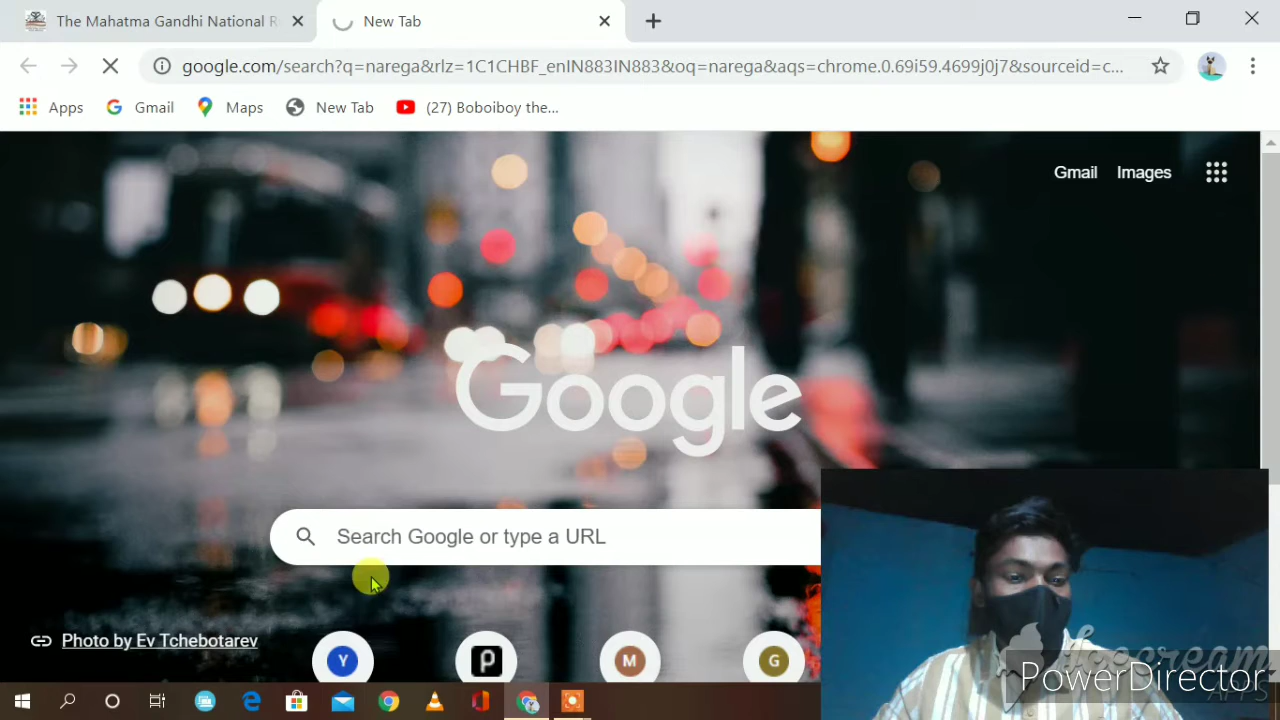 The Mahatma Gandhi National R
New Tab
google.com/search?q=narega&rlz=1C1CHBF_enIN883IN883&oq=narega&aqs=chrome.0.69i59.4699j0j7&sourceid=c...
Apps
Gmail
Maps
New Tab
(27) Boboiboy the...
Gmail
Images
Google
Search Google or type a URL
Photo by Ev Tchebotarev
Y
p
M
G
PowerDirector